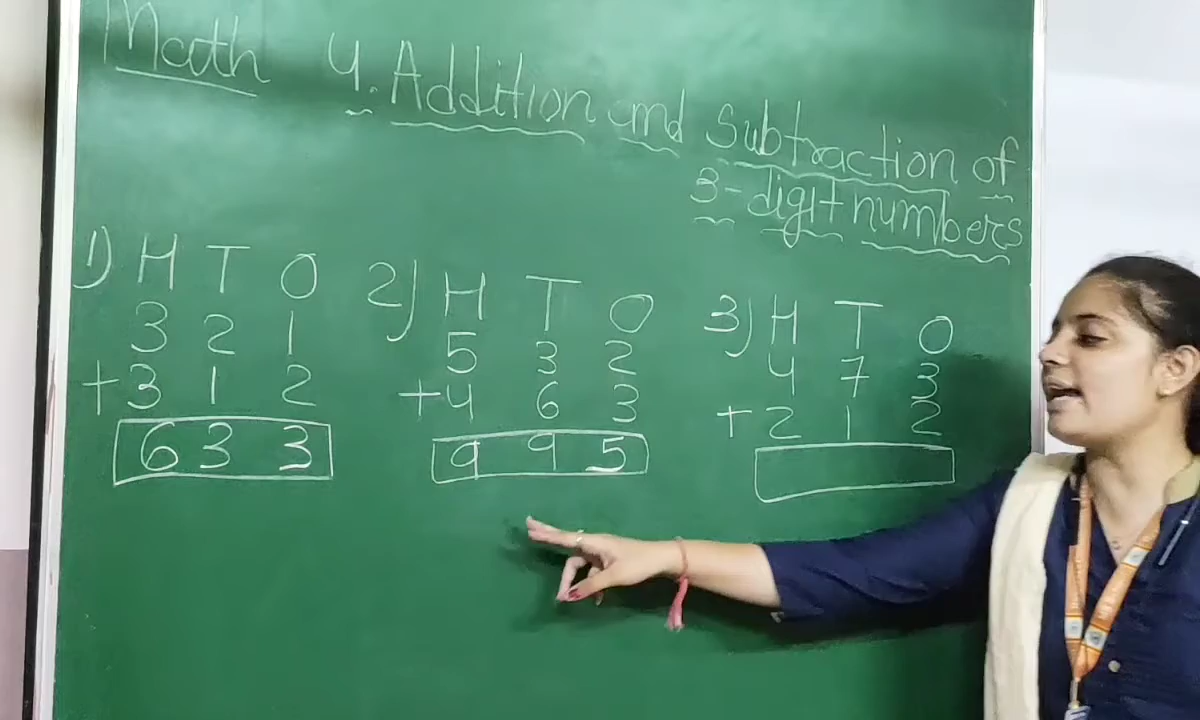 Math 4. Addition and Subtraction of
3-digit numbers
1) H T O
3 2 1
+3 1 2
6 3 3
2) H T O
5 3 2
+4 6 3
9 9 5
3) H T O
4 7 3
+2 1 2